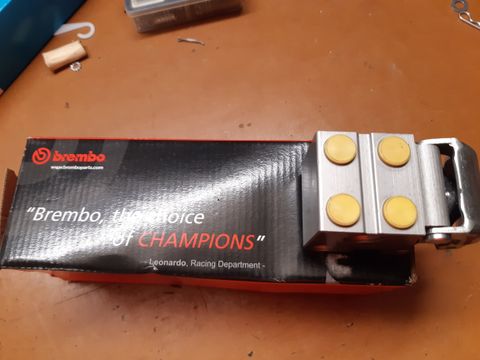 brembo
www.bremboparts.com
"Brembo, the choice
of CHAMPIONS"
- Leonardo, Racing Department -